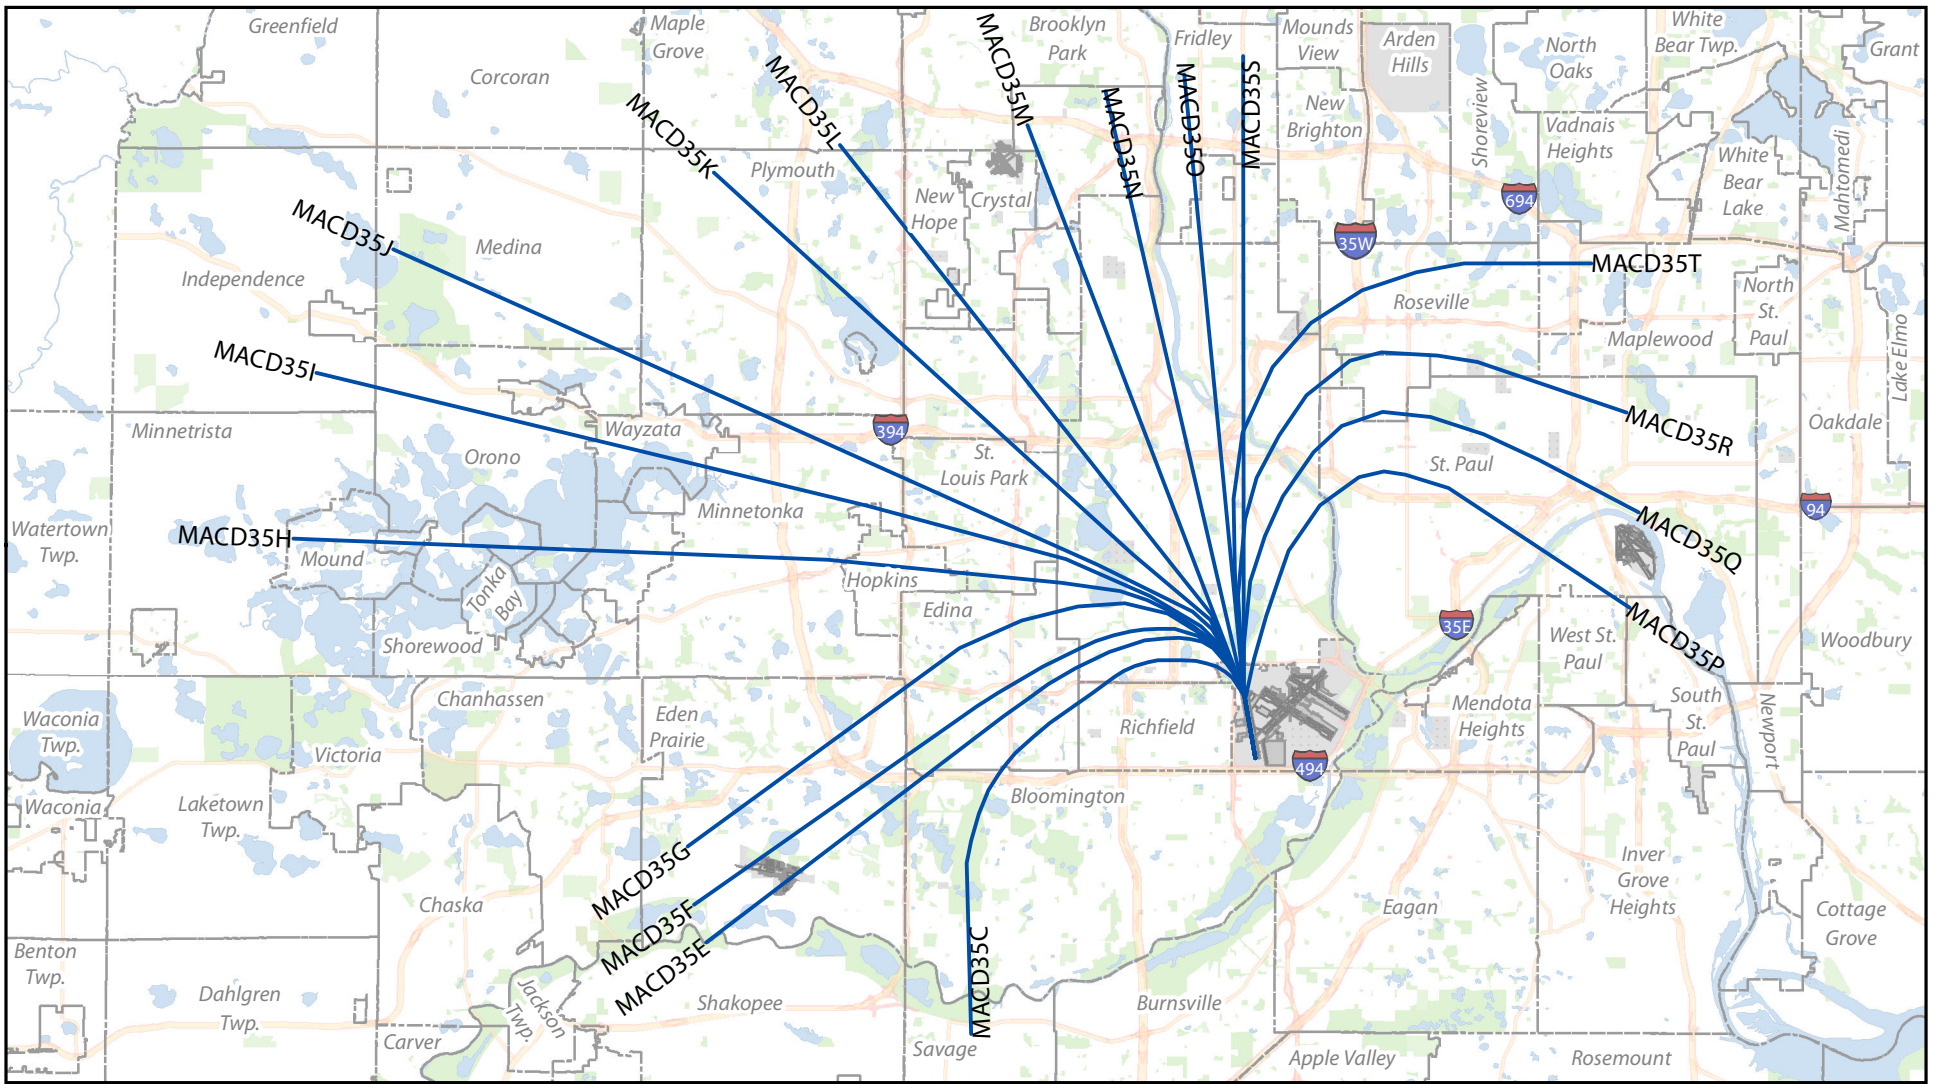 Greenfield
Maple
Grove
Corcoran
Brooklyn
Park
Fridley
Mounds
View
Arden
Hills
North
Oaks
White
Bear Twp.
Grant
MACD35K
MACD35L
MACD35M
MACD35N
MACD35O
MACD35S
New
Brighton
Shoreview
Vadnais
Heights
White
Bear
Lake
Mahtomedi
Plymouth
New
Hope
Crystal
694
35W
MACD35J
Medina
Independence
MACD35T
Roseville
North
St.
Paul
Maplewood
Lake Elmo
MACD35I
Minnetrista
Wayzata
394
Orono
St.
Louis Park
St. Paul
MACD35R
Oakdale
Minnetonka
94
Watertown
Twp.
MACD35H
Mound
Tonka
Bay
Hopkins
Edina
MACD35Q
35E
Shorewood
West St.
Paul
MACD35P
Woodbury
Chanhassen
Waconia
Twp.
Victoria
Eden
Prairie
Richfield
Mendota
Heights
South
St.
Paul
Newport
494
Waconia
Laketown
Twp.
Bloomington
MACD35G
MACD35F
MACD35E
MACD35C
Chaska
Eagan
Inver
Grove
Heights
Cottage
Grove
Benton
Twp.
Dahlgren
Twp.
Jackson
Twp.
Shakopee
Burnsville
Carver
Savage
Apple Valley
Rosemount